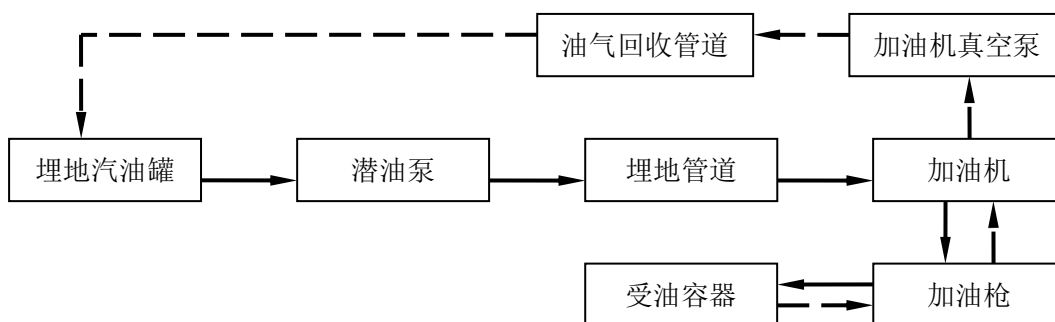 油气回收管道
加油机真空泵
埋地汽油罐
潜油泵
埋地管道
加油机
受油容器
加油枪